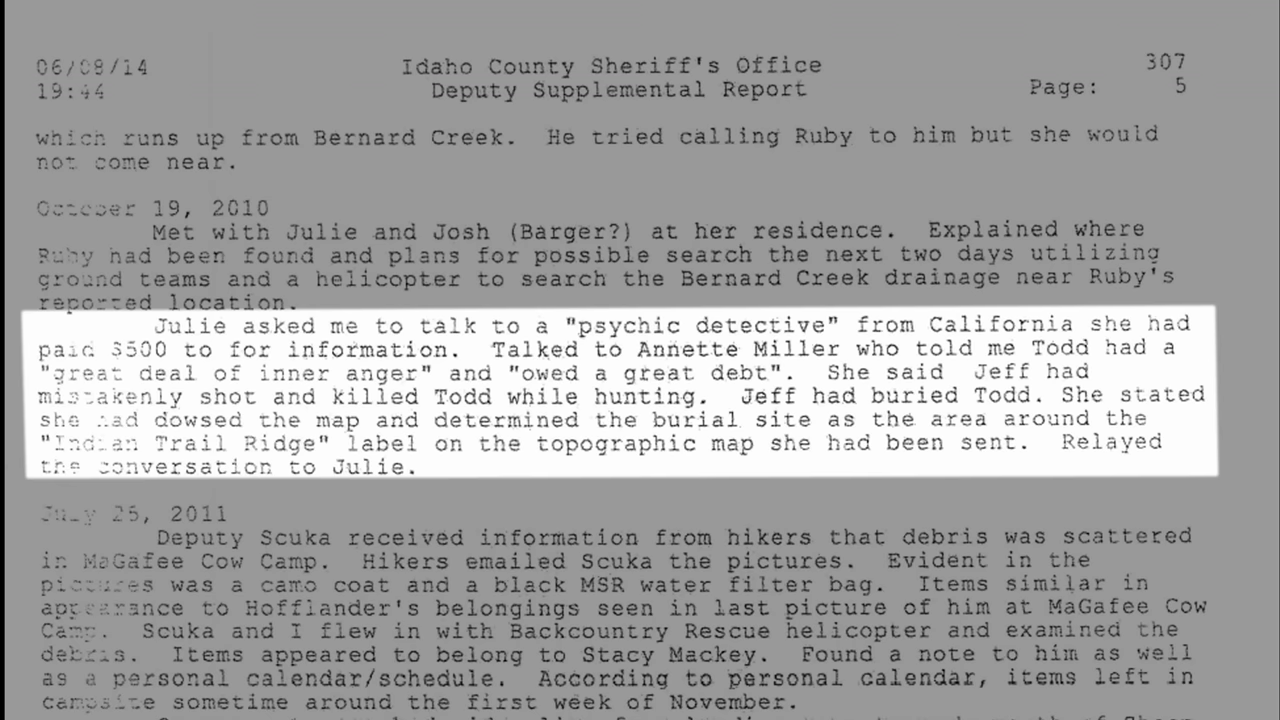 06/08/14 Idaho County Sheriff's Office 307
19:44 Deputy Supplemental Report Page: 5
which runs up from Bernard Creek. He tried calling Ruby to him but she would
not come near.
October 19, 2010
Met with Julie and Josh (Barger?) at her residence. Explained where
Ruby had been found and plans for possible search the next two days utilizing
ground teams and a helicopter to search the Bernard Creek drainage near Ruby's
reported location.
Julie asked me to talk to a "psychic detective" from California she had
paid $500 to for information. Talked to Annette Miller who told me Todd had a
"great deal of inner anger" and "owed a great debt". She said Jeff had
mistakenly shot and killed Todd while hunting. Jeff had buried Todd. She stated
she had dowsed the map and determined the burial site as the area around the
"Indian Trail Ridge" label on the topographic map she had been sent. Relayed
the conversation to Julie.
July 25, 2011
Deputy Scuka received information from hikers that debris was scattered
in MaGafee Cow Camp. Hikers emailed Scuka the pictures. Evident in the
pictures was a camo coat and a black MSR water filter bag. Items similar in
appearance to Hofflander's belongings seen in last picture of him at MaGafee Cow
Camp. Scuka and I flew in with Backcountry Rescue helicopter and examined the
debris. Items appeared to belong to Stacy Mackey. Found a note to him as well
as a personal calendar/schedule. According to personal calendar, items left in
campsite sometime around the first week of November.